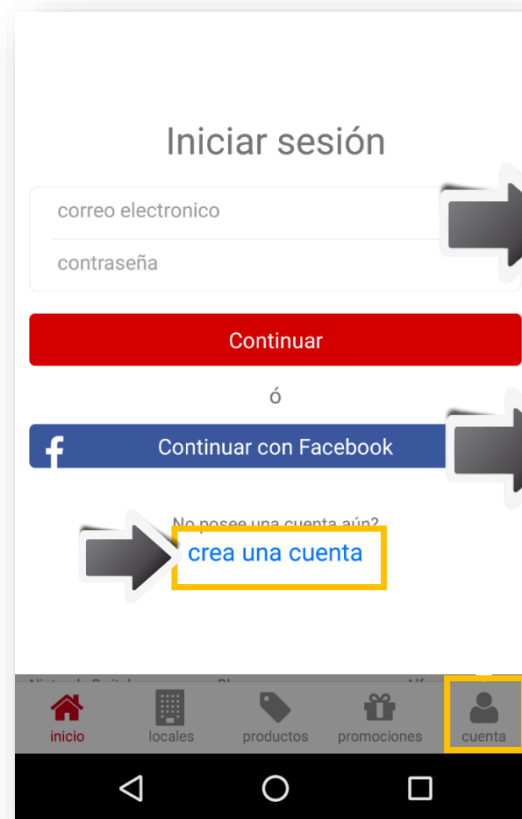 Iniciar sesión
correo electronico
contraseña
Continuar
ó
f Continuar con Facebook
No posee una cuenta aún?
crea una cuenta
inicio locales productos promociones cuenta